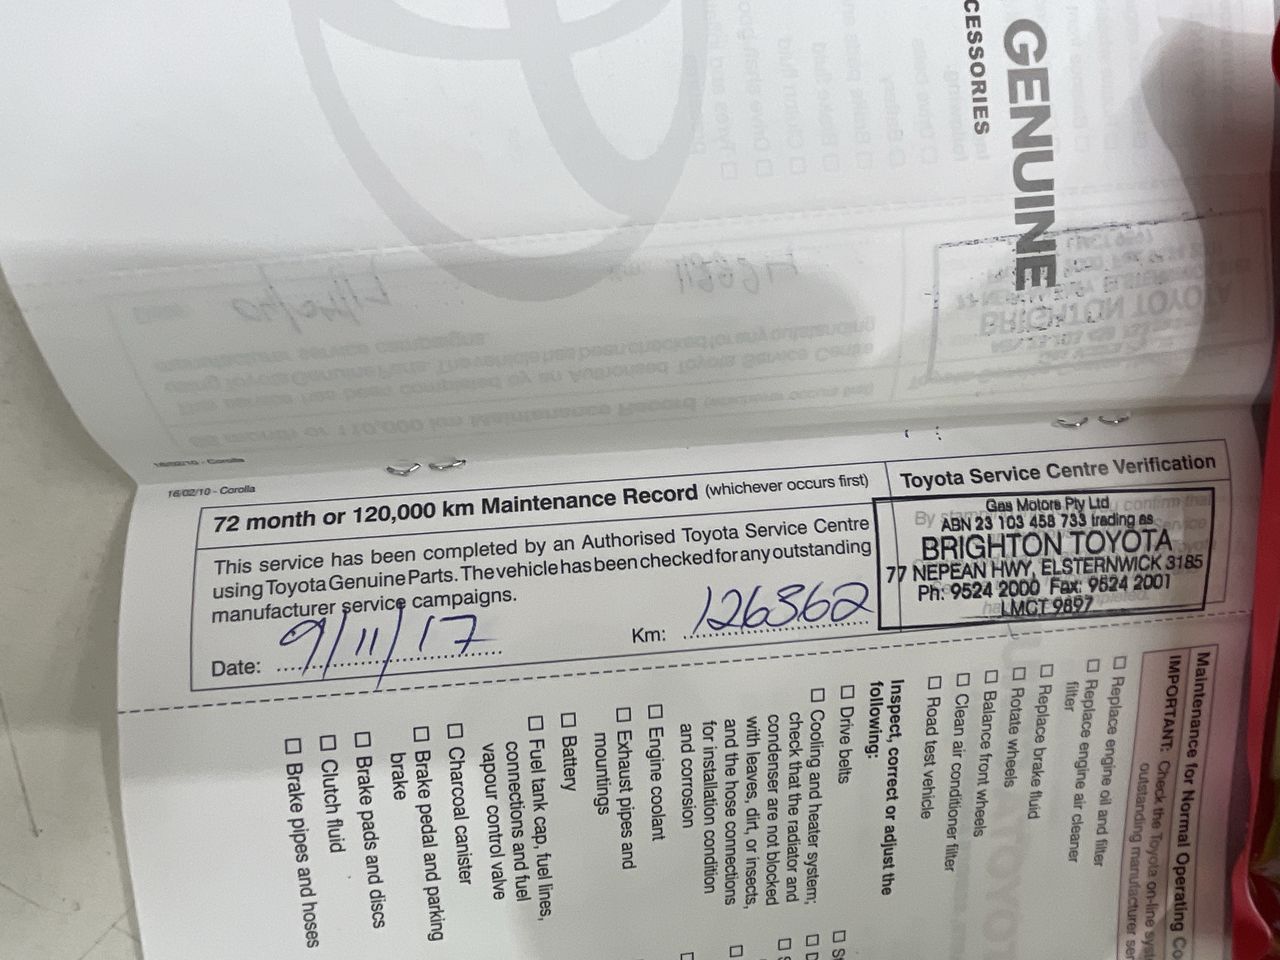 GENUINE
CESSORIES
16/02/10 - Corolla
16/02/10 - Corolla
72 month or 120,000 km Maintenance Record (whichever occurs first)
This service has been completed by an Authorised Toyota Service Centre
using Toyota Genuine Parts. The vehicle has been checked for any outstanding
manufacturer service campaigns.
Date: 9/11/17 Km: 126362
Toyota Service Centre Verification
Gas Motors Pty Ltd
ABN 23 103 458 733 trading as
BRIGHTON TOYOTA
77 NEPEAN HWY, ELSTERNWICK 3185
Ph: 9524 2000 Fax: 9524 2001
LMCT 9897
Maintenance for Normal Operating Co
IMPORTANT: Check the Toyota on-line syst
outstanding manufacturer ser
☐ Replace engine oil and filter
☐ Replace engine air cleaner
filter
☐ Replace brake fluid
☐ Rotate wheels
☐ Balance front wheels
☐ Clean air conditioner filter
☐ Road test vehicle
Inspect, correct or adjust the
following:
☐ Drive belts
☐ Cooling and heater system;
check that the radiator and
condenser are not blocked
with leaves, dirt, or insects,
and the hose connections
for installation condition
and corrosion
☐ Engine coolant
☐ Exhaust pipes and
mountings
☐ Battery
☐ Fuel tank cap, fuel lines,
connections and fuel
vapour control valve
☐ Charcoal canister
☐ Brake pedal and parking
brake
☐ Brake pads and discs
☐ Clutch fluid
☐ Brake pipes and hoses